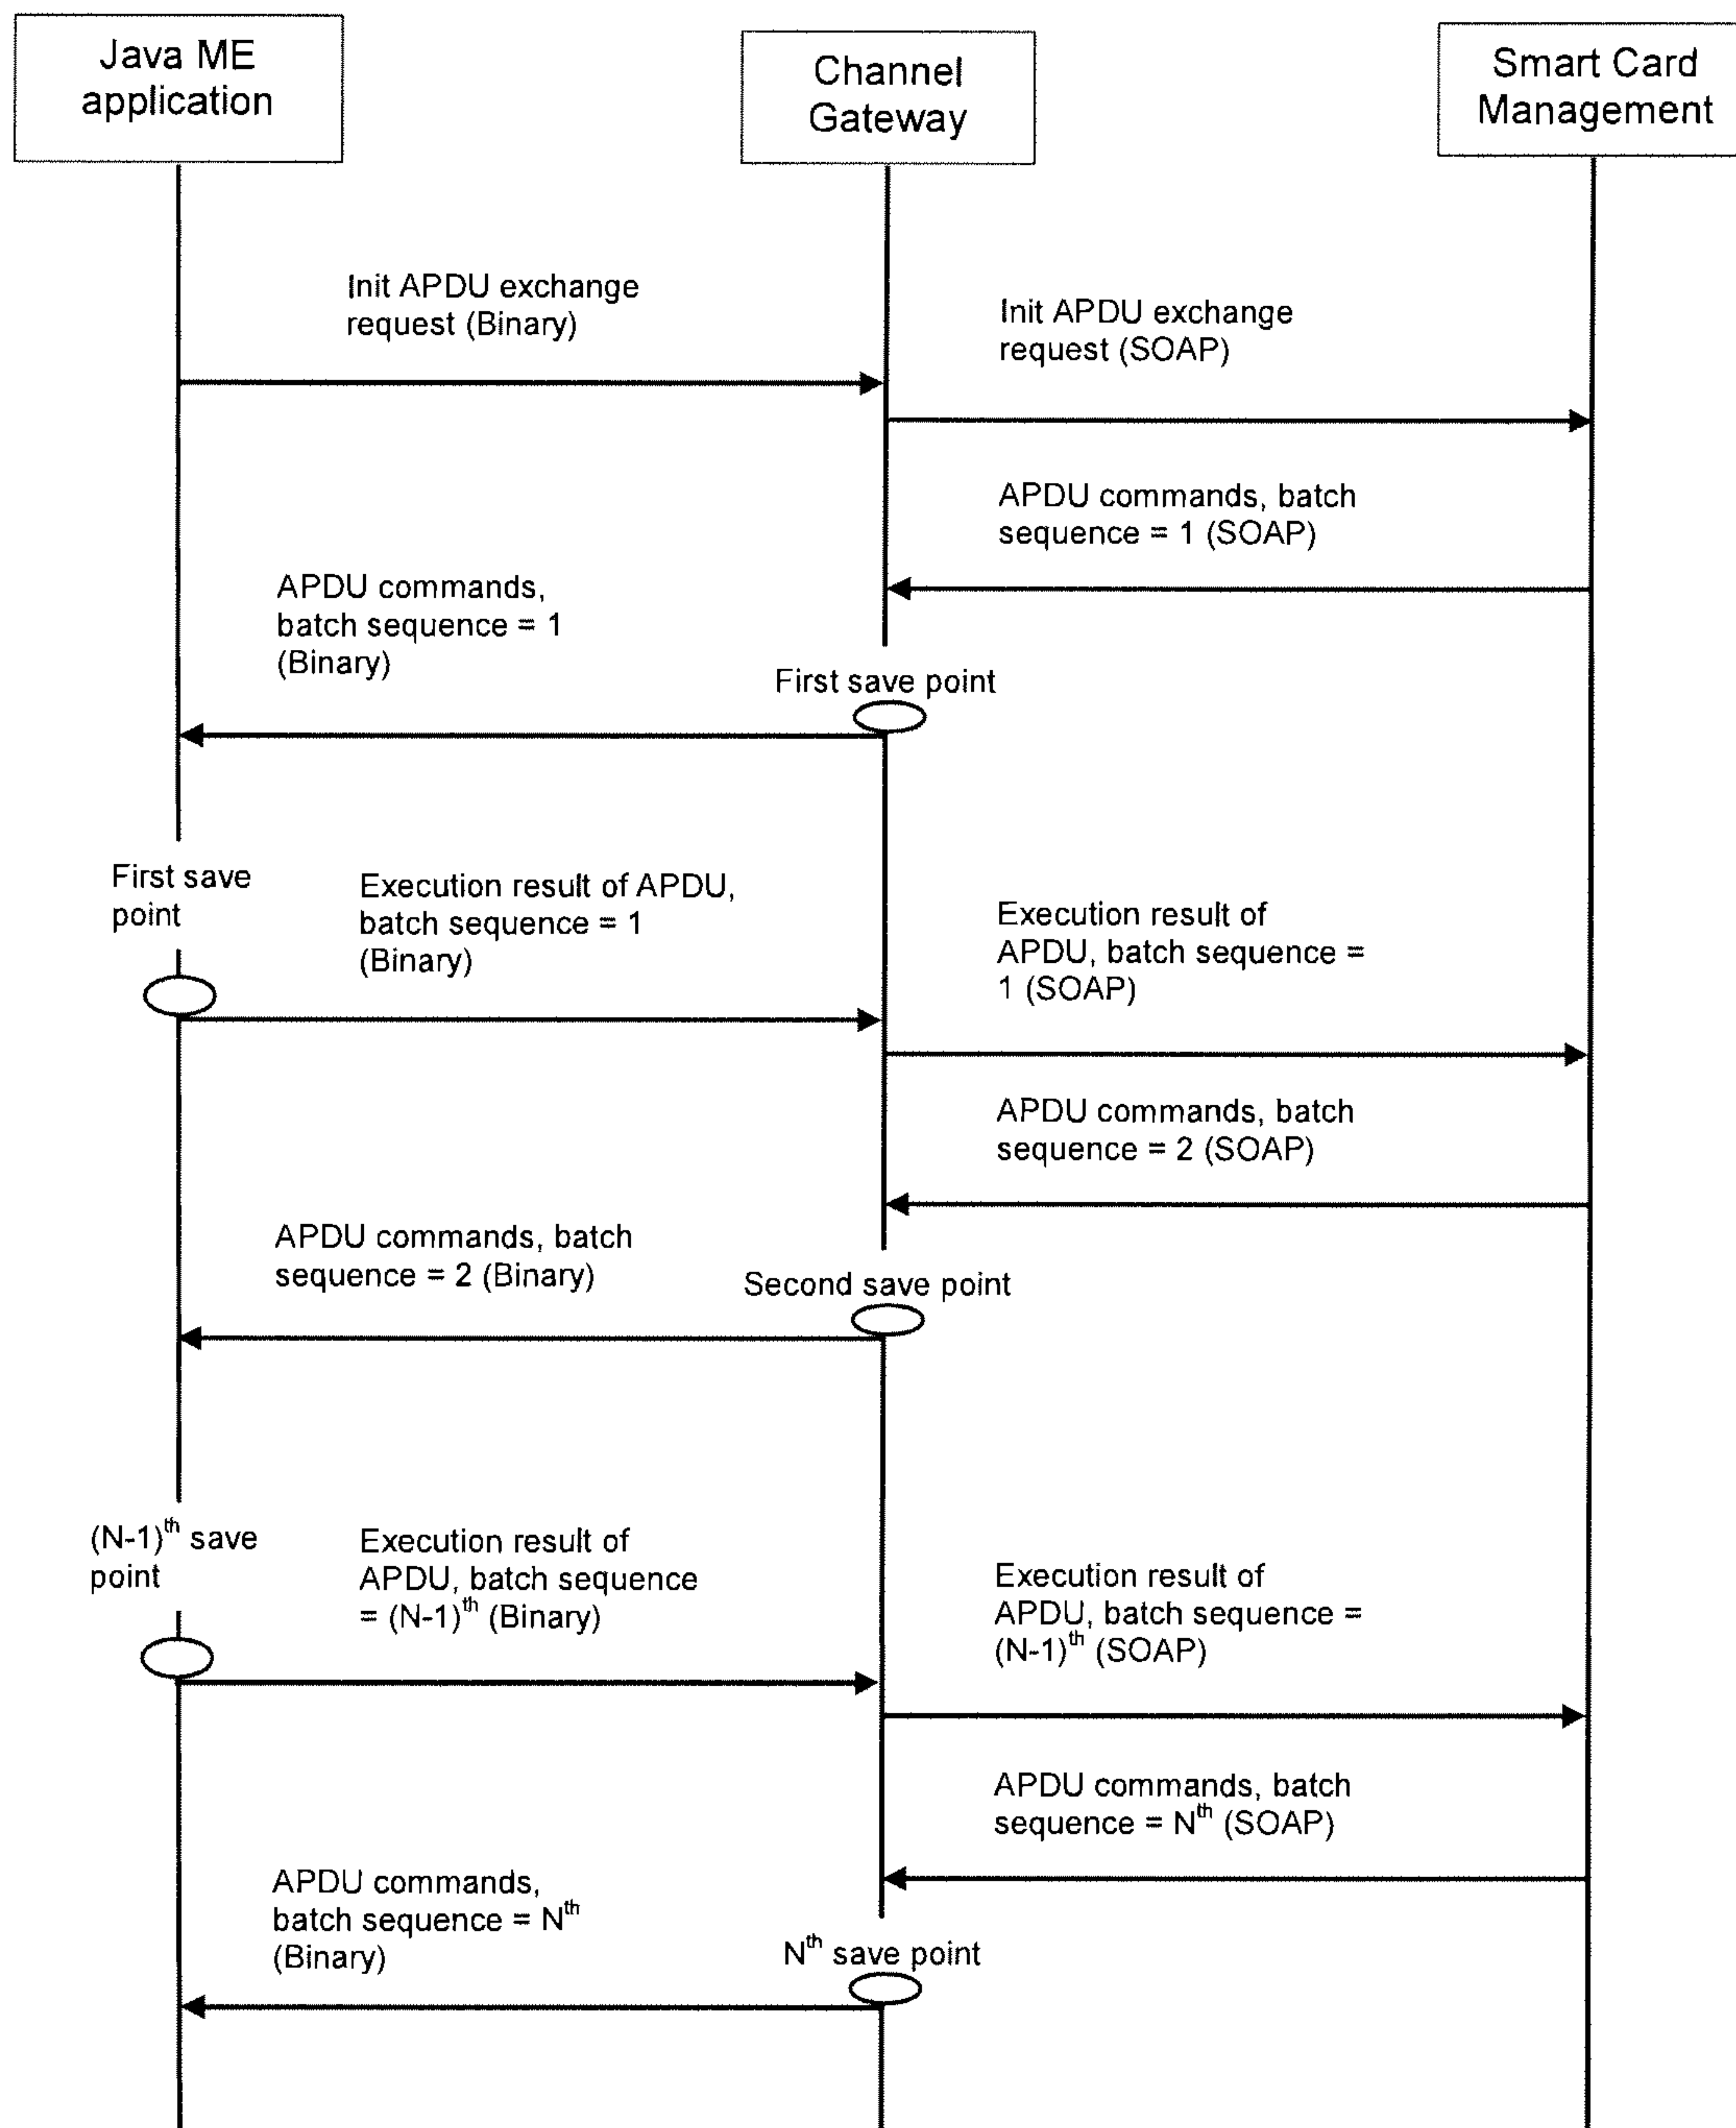 Java ME
application
Channel
Gateway
Smart Card
Management
Init APDU exchange
request (Binary)
Init APDU exchange
request (SOAP)
APDU commands, batch
sequence = 1 (SOAP)
APDU commands,
batch sequence = 1
(Binary)
First save point
First save
point
Execution result of APDU,
batch sequence = 1
(Binary)
Execution result of
APDU, batch sequence =
1 (SOAP)
APDU commands, batch
sequence = 2 (SOAP)
APDU commands, batch
sequence = 2 (Binary)
Second save point
(N-1)th save
point
Execution result of
APDU, batch sequence
= (N-1)th (Binary)
Execution result of
APDU, batch sequence =
(N-1)th (SOAP)
APDU commands, batch
sequence = Nth (SOAP)
APDU commands,
batch sequence = Nth
(Binary)
Nth save point